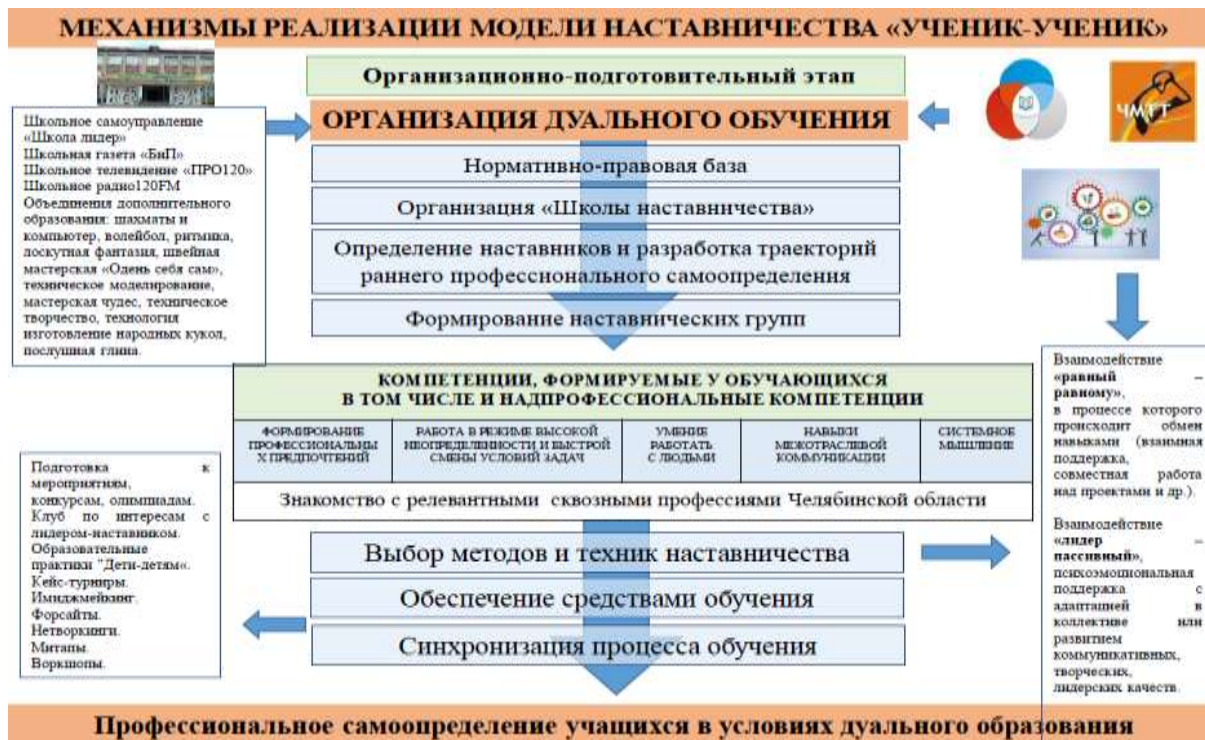 МЕХАНИЗМЫ РЕАЛИЗАЦИИ МОДЕЛИ НАСТАВНИЧЕСТВА «УЧЕНИК-УЧЕНИК»
Организационно-подготовительный этап
ОРГАНИЗАЦИЯ ДУАЛЬНОГО ОБУЧЕНИЯ
ЧМТТ
Школьное самоуправление
«Школа лидер»
Школьная газета «БиП»
Школьное телевидение «ПРО120»
Школьное радио120FM
Объединения дополнительного
образования: шахматы и
компьютер, волейбол, ритмика,
лоскутная фантазия, швейная
мастерская «Одень себя сам»,
техническое моделирование,
мастерская чудес, техническое
творчество, технология
изготовление народных кукол,
послушная глина.
Нормативно-правовая база
Организация «Школы наставничества»
Определение наставников и разработка траекторий
раннего профессионального самоопределения
Формирование наставнических групп
КОМПЕТЕНЦИИ, ФОРМИРУЕМЫЕ У ОБУЧАЮЩИХСЯ
В ТОМ ЧИСЛЕ И НАДПРОФЕССИОНАЛЬНЫЕ КОМПЕТЕНЦИИ
ФОРМИРОВАНИЕ
ПРОФЕССИОНАЛЬНЫ
Х ПРЕДПОЧТЕНИЙ
РАБОТА В РЕЖИМЕ ВЫСОКОЙ
НЕОПРЕДЕЛЕННОСТИ И БЫСТРОЙ
СМЕНЫ УСЛОВИЙ ЗАДАЧ
УМЕНИЕ
РАБОТАТЬ
С ЛЮДЬМИ
НАВЫКИ
МЕЖОТРАСЛЕВОЙ
КОММУНИКАЦИИ
СИСТЕМНОЕ
МЫШЛЕНИЕ
Знакомство с релевантными сквозными профессиями Челябинской области
Выбор методов и техник наставничества
Обеспечение средствами обучения
Синхронизация процесса обучения
Подготовка к
мероприятиям,
конкурсам, олимпиадам.
Клуб по интересам с
лидером-наставником.
Образовательные
практики "Дети-детям«.
Кейс-турниры.
Имиджмейкинг.
Форсайты.
Нетворкинги.
Митапы.
Воркшопы.
Взаимодействие
«равный –
равному»,
в процессе которого
происходит обмен
навыками (взаимная
поддержка,
совместная работа
над проектами и др.).
Взаимодействие
«лидер –
пассивный»,
психоэмоциональная
поддержка с
адаптацией в
коллективе или
развитием
коммуникативных,
творческих,
лидерских качеств.
Профессиональное самоопределение учащихся в условиях дуального образования